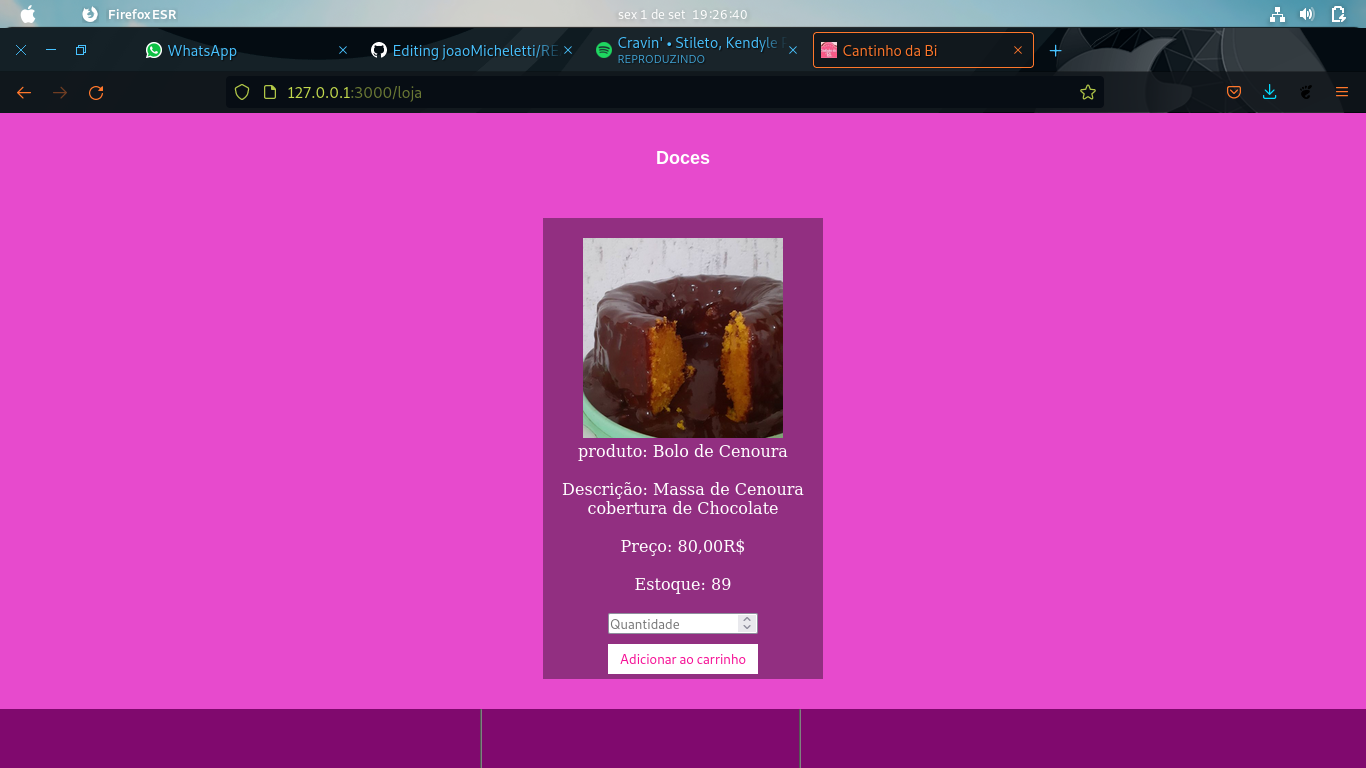 FirefoxESR
sex 1 de set 19:26:40
WhatsApp
Editing joaoMicheletti/RE
Cravin' • Stileto, Kendyle
REPRODUZINDO
Cantinho da Bi
127.0.0.1:3000/loja
Doces
produto: Bolo de Cenoura
Descrição: Massa de Cenoura
cobertura de Chocolate
Preço: 80,00R$
Estoque: 89
Quantidade
Adicionar ao carrinho